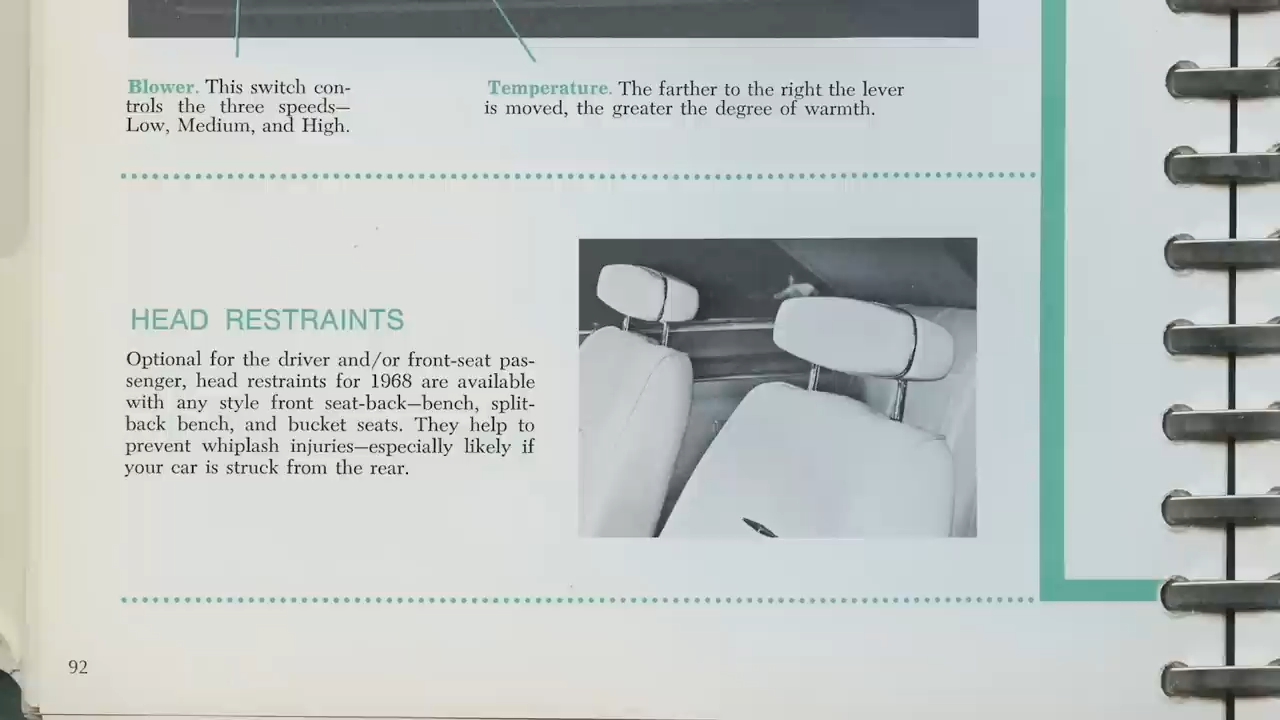 Blower. This switch con-
trols the three speeds—
Low, Medium, and High.
Temperature. The farther to the right the lever
is moved, the greater the degree of warmth.
HEAD RESTRAINTS
Optional for the driver and/or front-seat pas-
senger, head restraints for 1968 are available
with any style front seat-back—bench, split-
back bench, and bucket seats. They help to
prevent whiplash injuries—especially likely if
your car is struck from the rear.
92